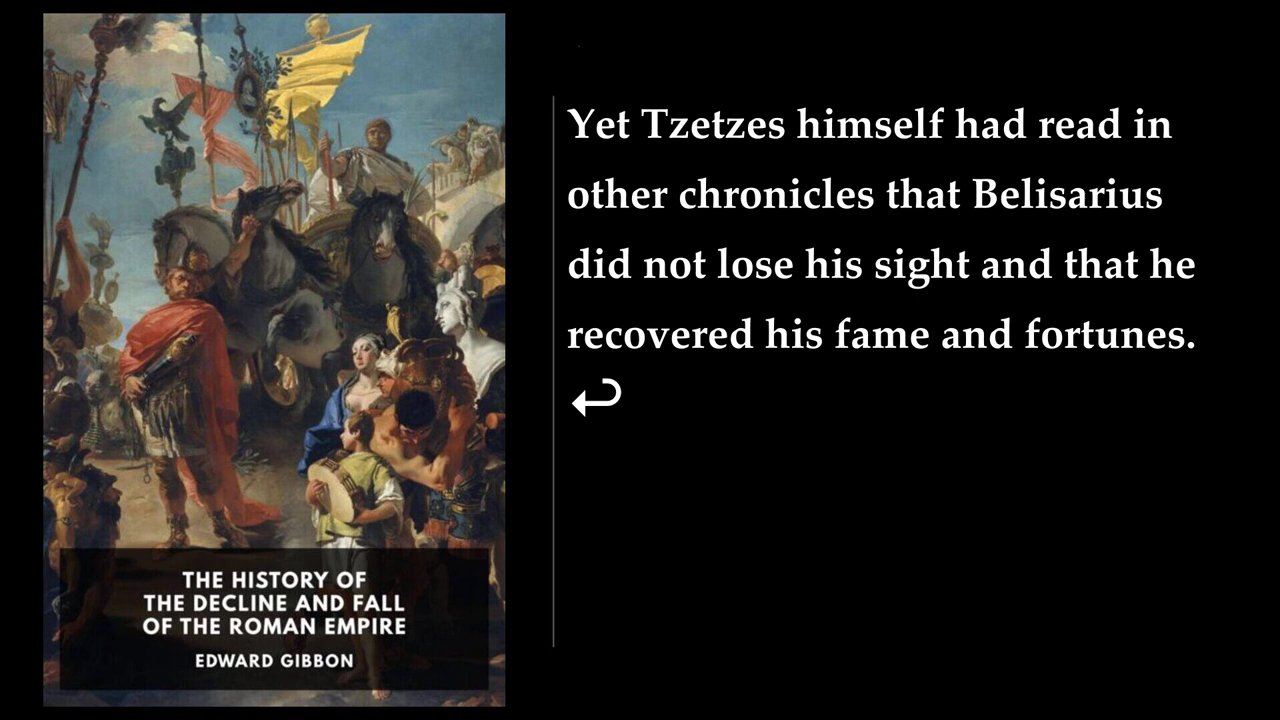 Yet Tzetzes himself had read in
other chronicles that Belisarius
did not lose his sight and that he
recovered his fame and fortunes.
↩
THE HISTORY OF
THE DECLINE AND FALL
OF THE ROMAN EMPIRE
EDWARD GIBBON